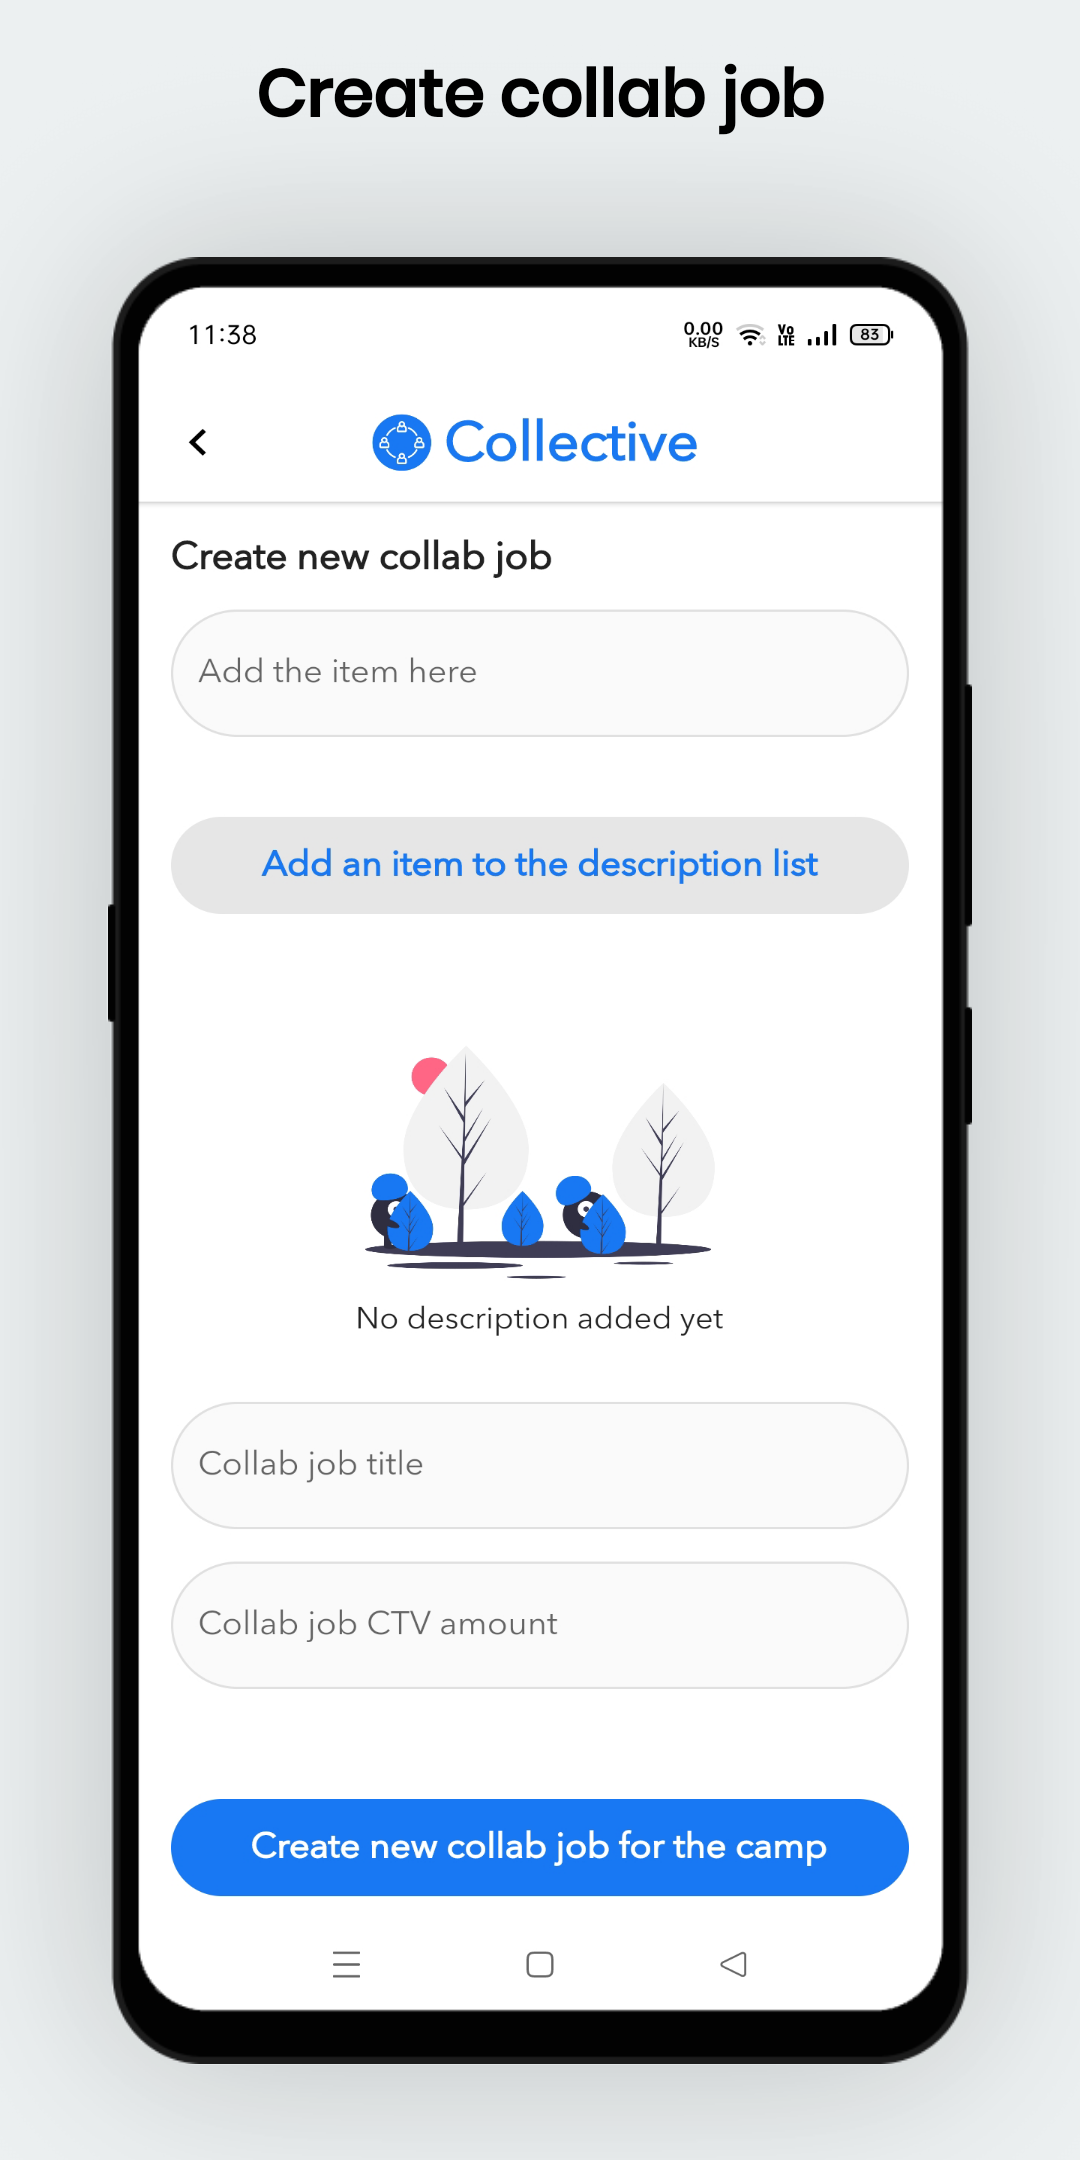 Create collab job
11:38
0.00
KB/S
Vo
LTE
83
Collective
Create new collab job
Add the item here
Add an item to the description list
No description added yet
Collab job title
Collab job CTV amount
Create new collab job for the camp